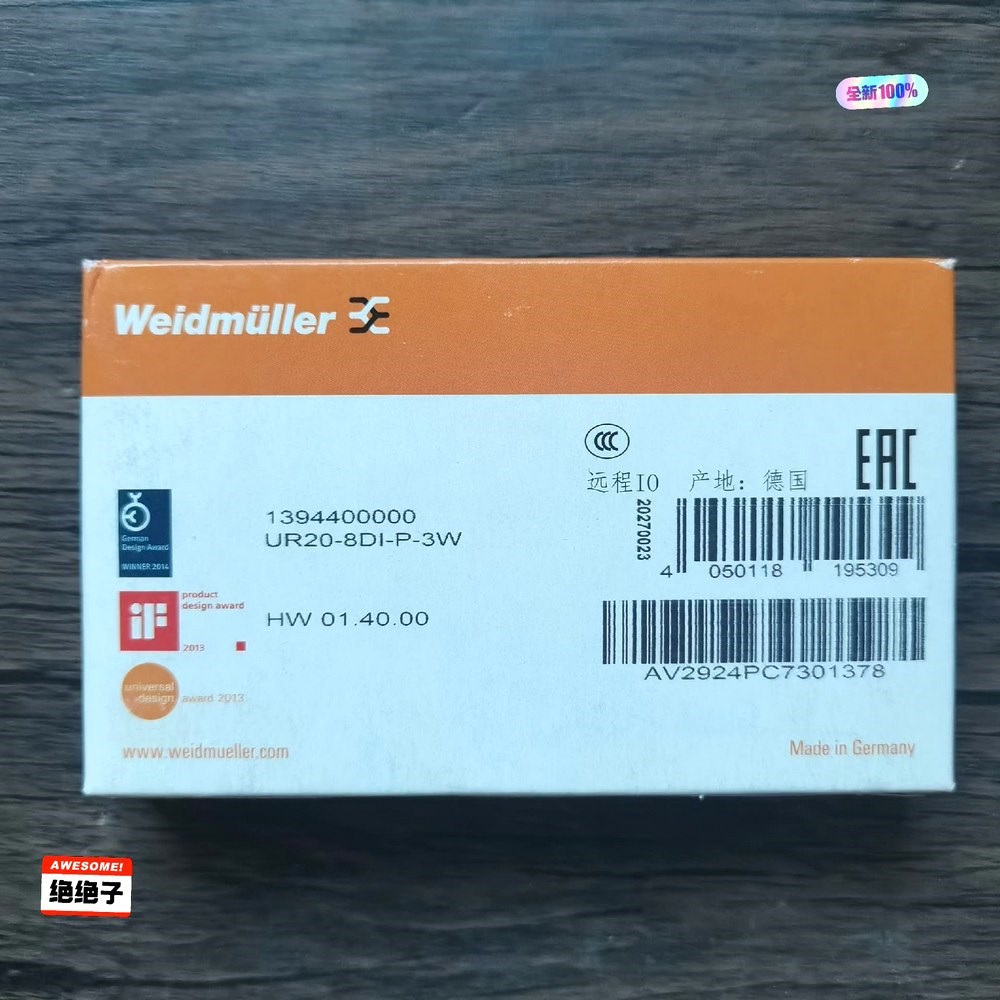 全新100%
Weidmüller
远程IO 产地：德国
EAC
20270023
4 050118 195309
German
Design Award
WINNER 2014
1394400000
UR20-8DI-P-3W
iF
product
design award
2013
HW 01.40.00
AV2924PC7301378
universal
design
award 2013
www.weidmueller.com
Made in Germany
AWESOME!
绝绝子